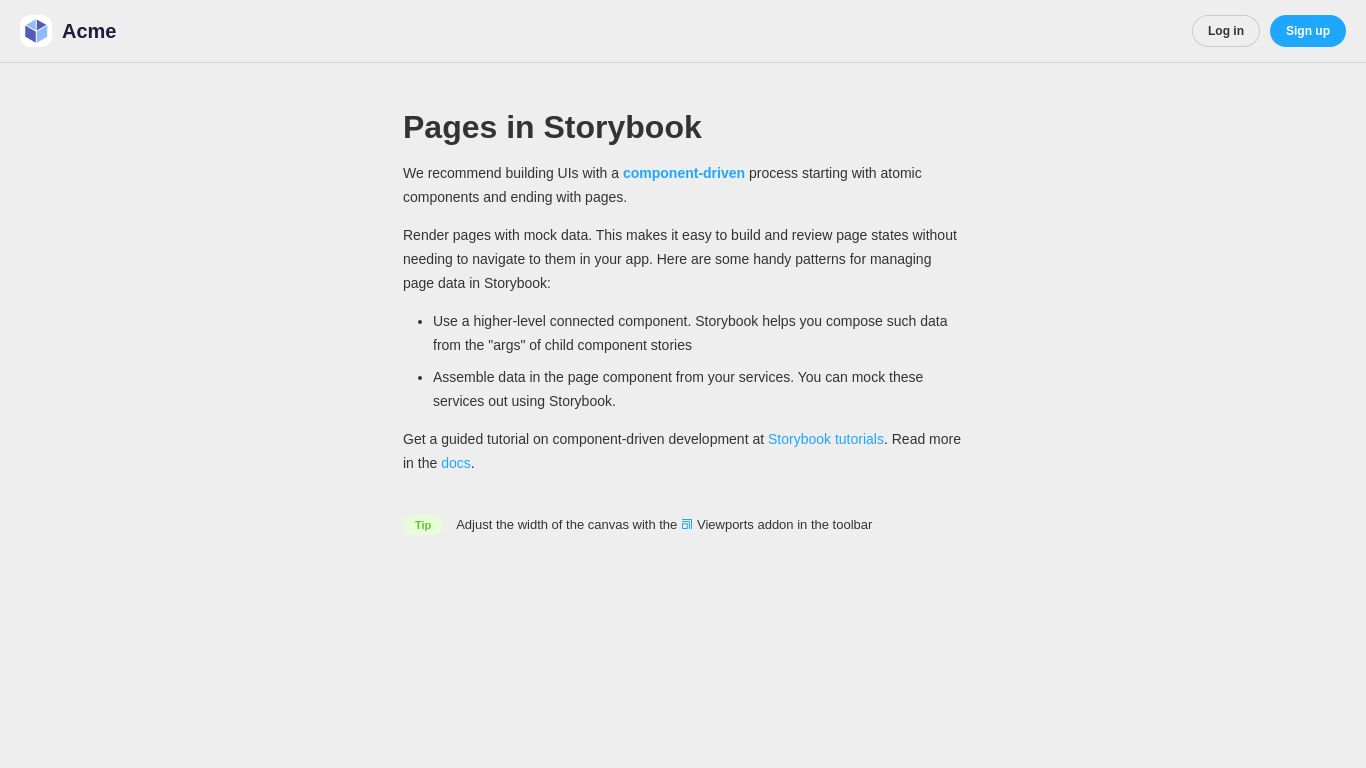 Acme
Log in
Sign up
Pages in Storybook
We recommend building UIs with a component-driven process starting with atomic
components and ending with pages.
Render pages with mock data. This makes it easy to build and review page states without
needing to navigate to them in your app. Here are some handy patterns for managing
page data in Storybook:
• Use a higher-level connected component. Storybook helps you compose such data
from the "args" of child component stories
• Assemble data in the page component from your services. You can mock these
services out using Storybook.
Get a guided tutorial on component-driven development at Storybook tutorials. Read more
in the docs.
Tip Adjust the width of the canvas with the Viewports addon in the toolbar